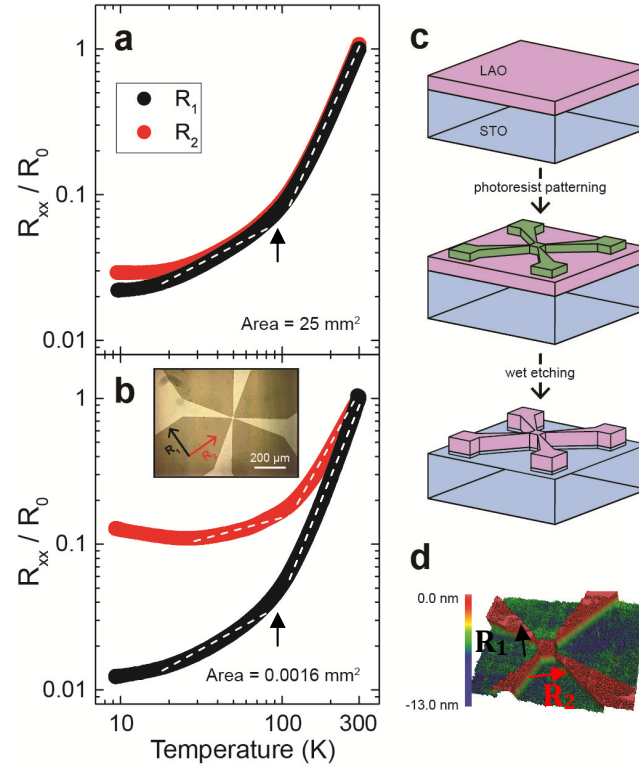 a
R1
R2
Rxx / R0
1
0.1
0.01
Area = 25 mm²
b
R1
R2
200 µm
Rxx / R0
1
0.1
0.01
Area = 0.0016 mm²
10
100
300
Temperature (K)
c
LAO
STO
photoresist patterning
wet etching
d
0.0 nm
-13.0 nm
R1
R2